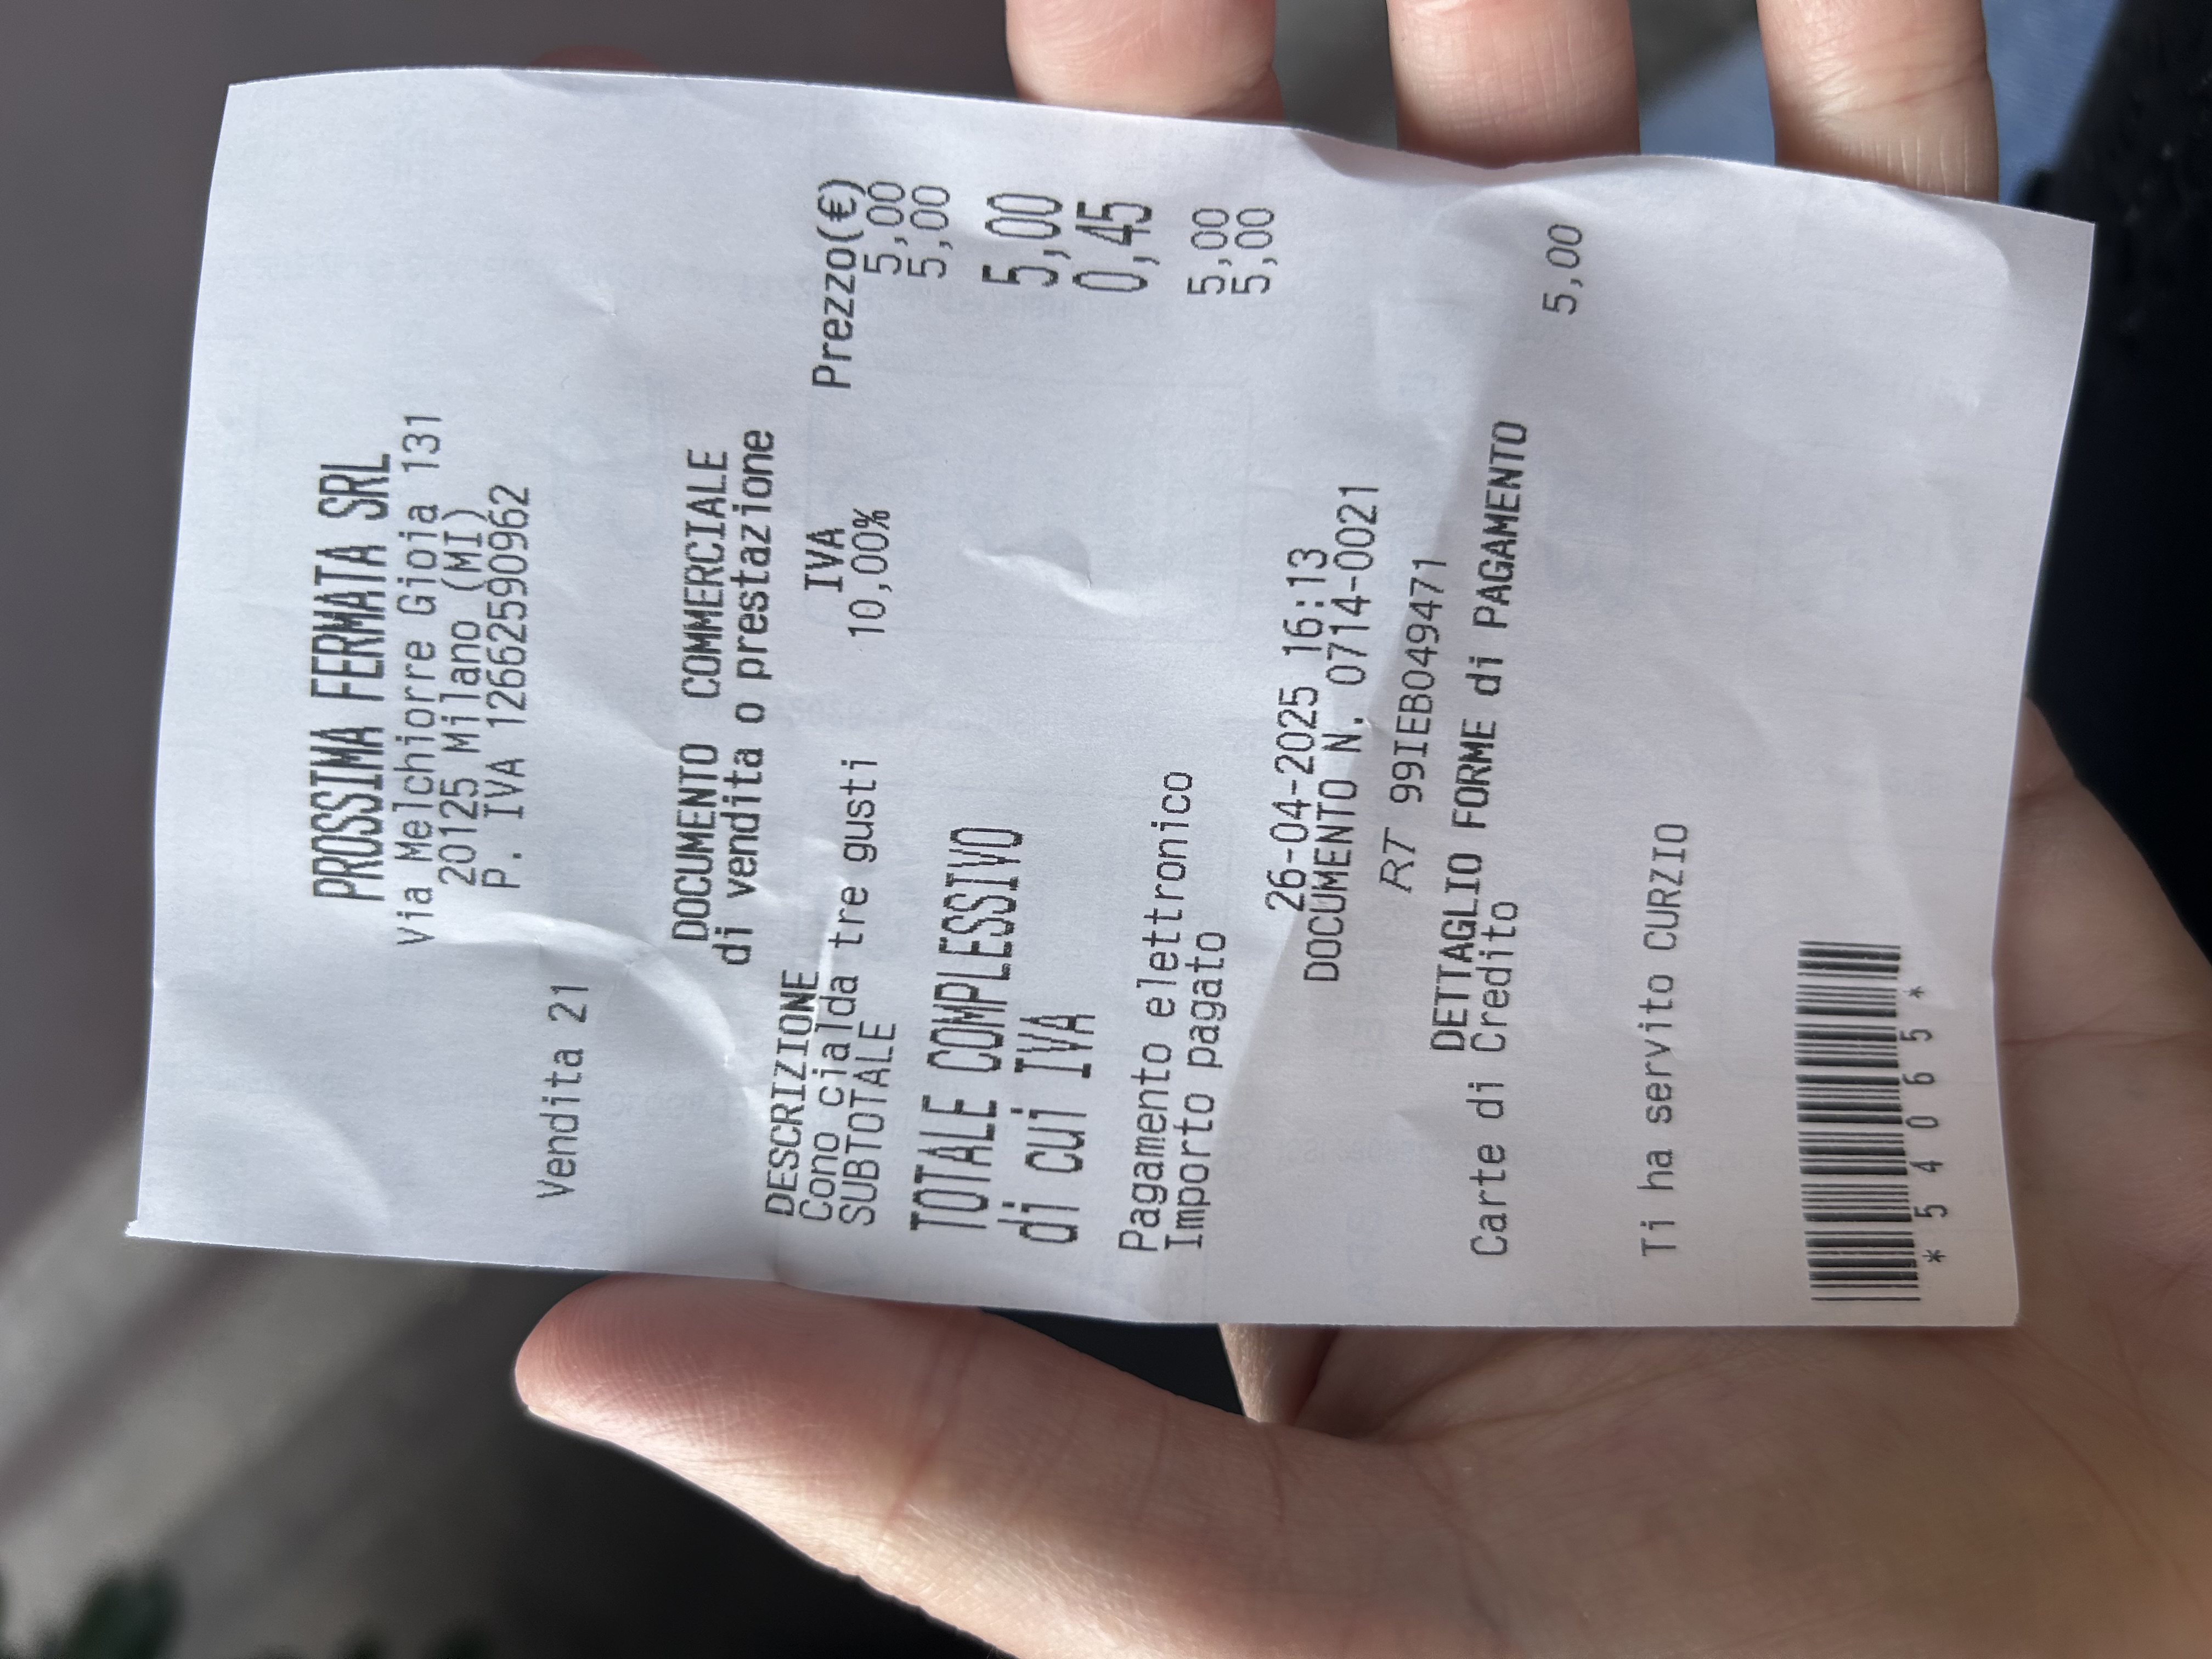 PROSSIMA FERMATA SRL
Via Melchiorre Gioia 131
20125 Milano (MI)
P. IVA 12662590962
Vendita 21
DOCUMENTO COMMERCIALE
di vendita o prestazione
DESCRIZIONE IVA Prezzo(€)
Cono cialda tre gusti 10,00% 5,00
SUBTOTALE 5,00
TOTALE COMPLESSIVO 5,00
di cui IVA 0,45
Pagamento elettronico 5,00
Importo pagato 5,00
26-04-2025 16:13
DOCUMENTO N. 0714-0021
RT 99IEB049471
DETTAGLIO FORME di PAGAMENTO
Carte di Credito 5,00
Ti ha servito CURZIO
*54065*